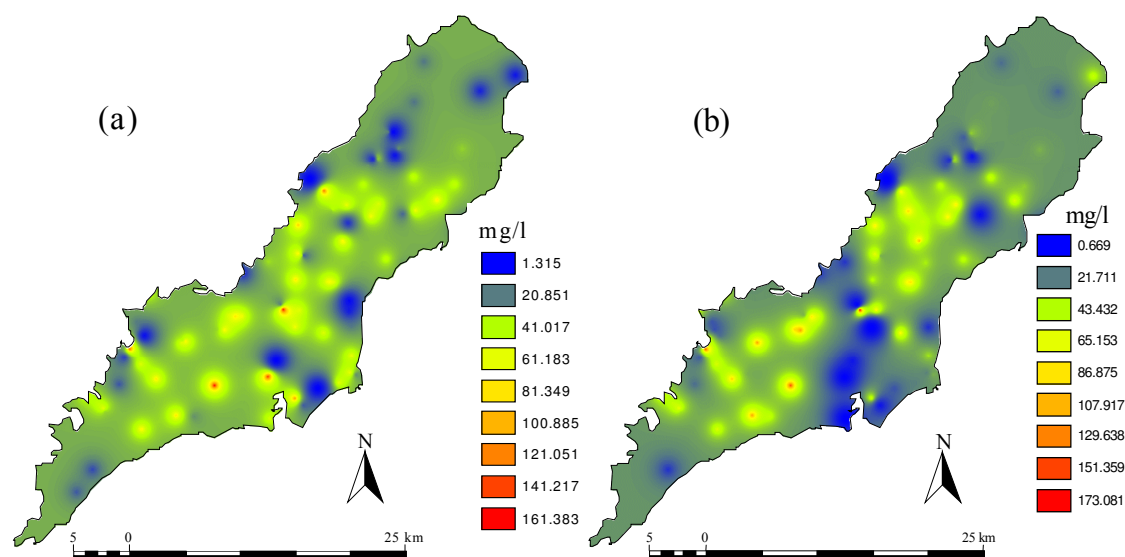 (a)
mg/l
1.315
20.851
41.017
61.183
81.349
100.885
121.051
141.217
161.383
N
5 0 25 km
(b)
mg/l
0.669
21.711
43.432
65.153
86.875
107.917
129.638
151.359
173.081
N
5 0 25 km